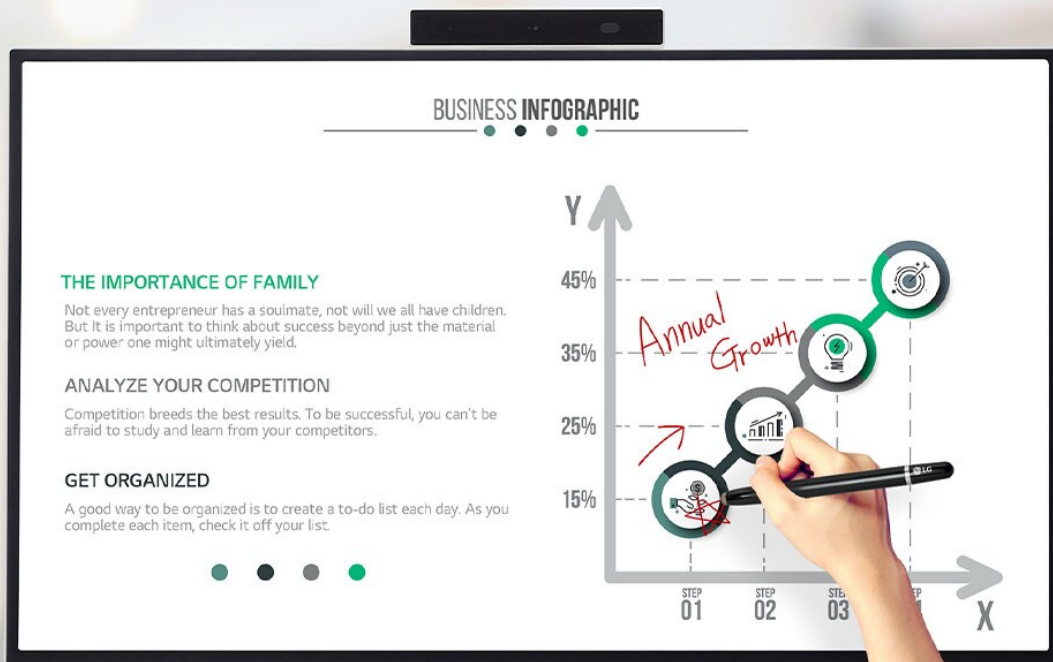 BUSINESS INFOGRAPHIC
THE IMPORTANCE OF FAMILY
Not every entrepreneur has a soulmate, not will we all have children.
But It is important to think about success beyond just the material
or power one might ultimately yield.
ANALYZE YOUR COMPETITION
Competition breeds the best results. To be successful, you can't be
afraid to study and learn from your competitors.
GET ORGANIZED
A good way to be organized is to create a to-do list each day. As you
complete each item, check it off your list.
Y
45%
35%
25%
15%
Annual
Growth
$
LG
STEP
01
STEP
02
STE
03
X